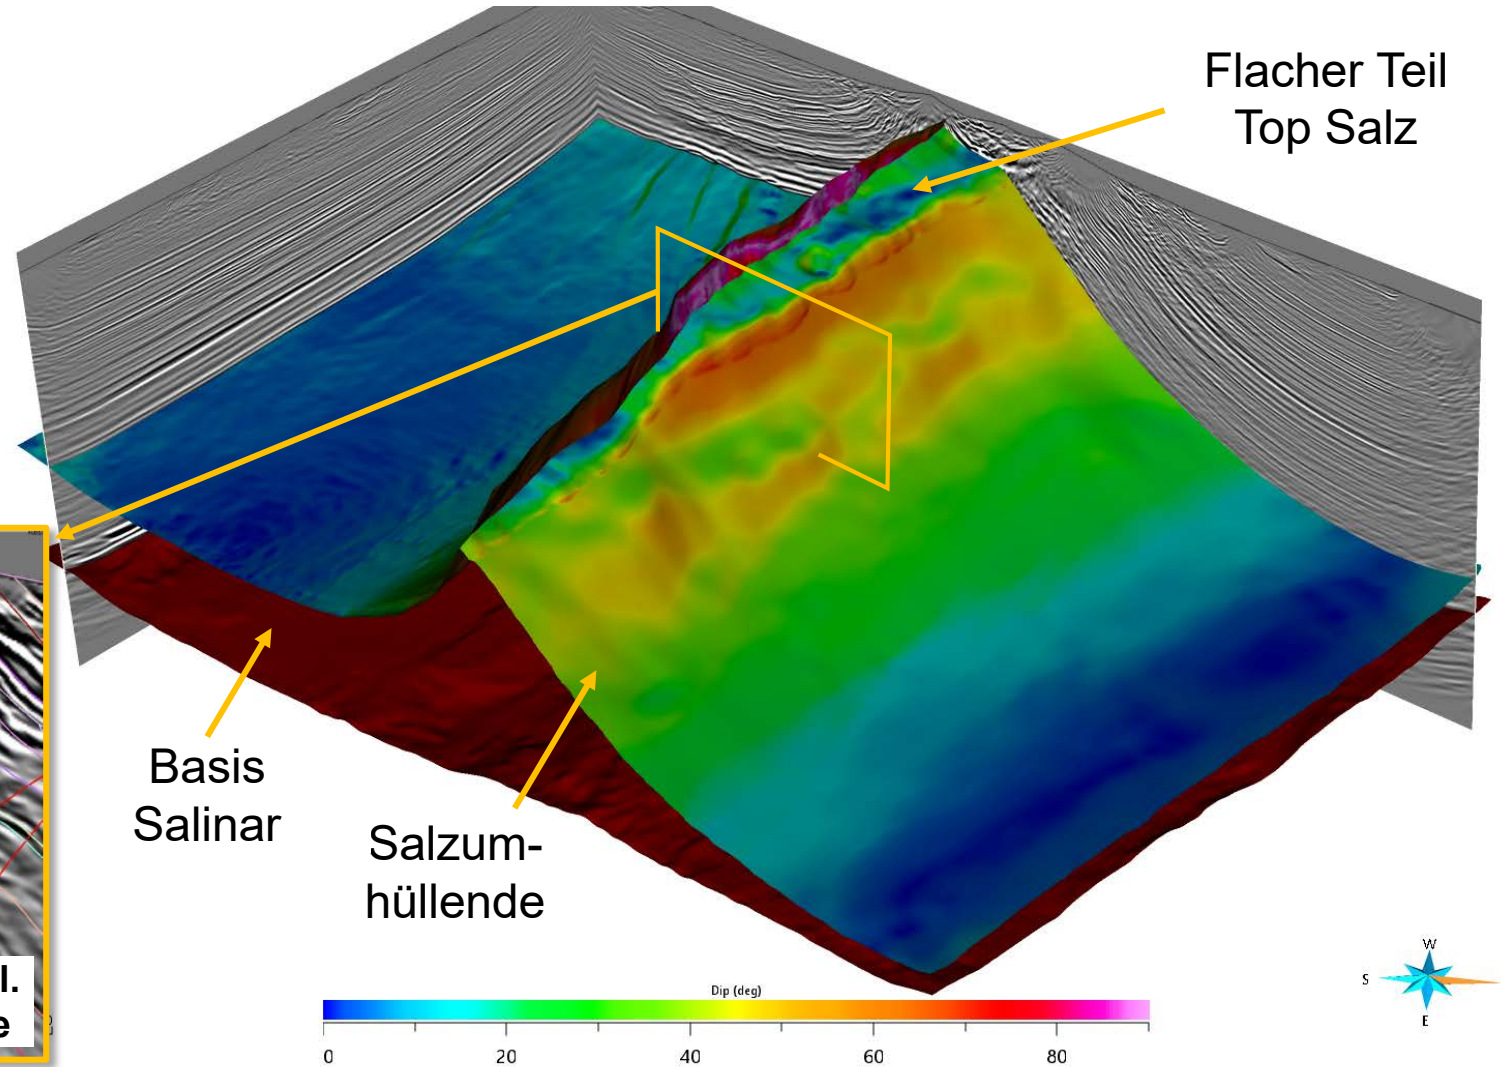 Flacher Teil
Top Salz
Basis
Salinar
Salzum-
hüllende
l.
e
Dip (deg)
0 20 40 60 80
W
S
E